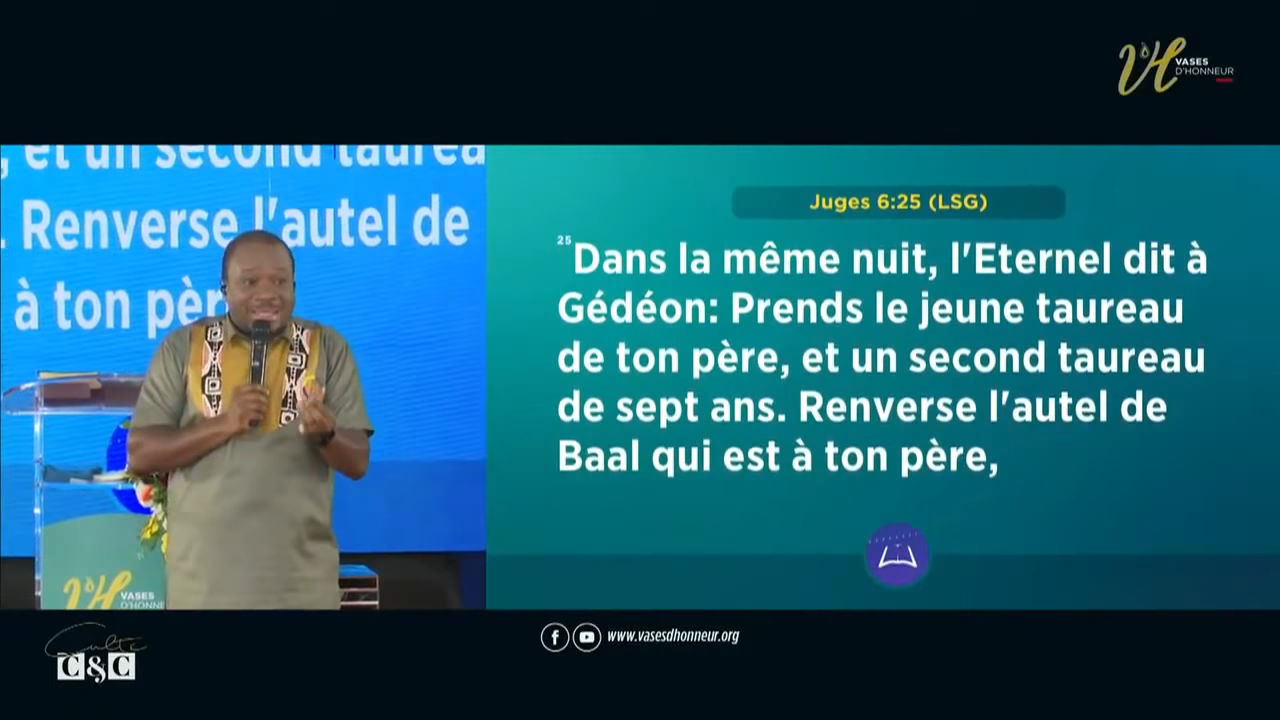 VASES
D'HONNEUR
, et un second taurea
. Renverse l'autel de
à ton pèr
Juges 6:25 (LSG)
25 Dans la même nuit, l'Eternel dit à
Gédéon: Prends le jeune taureau
de ton père, et un second taureau
de sept ans. Renverse l'autel de
Baal qui est à ton père,
VH
VASES
D'HONNE
Culte
C&C
www.vasesdhonneur.org